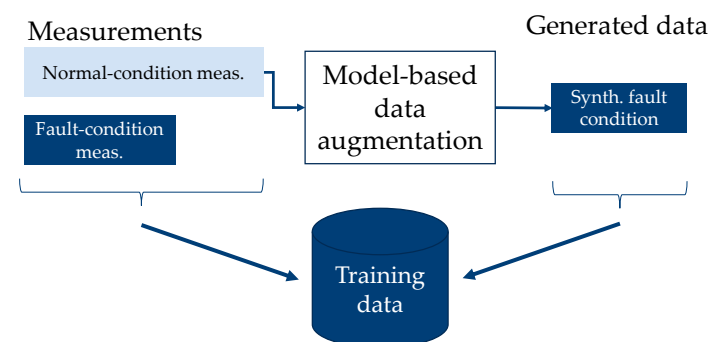 Measurements
Generated data
Normal-condition meas.
Model-based
data
augmentation
Synth. fault
condition
Fault-condition
meas.
Training
data